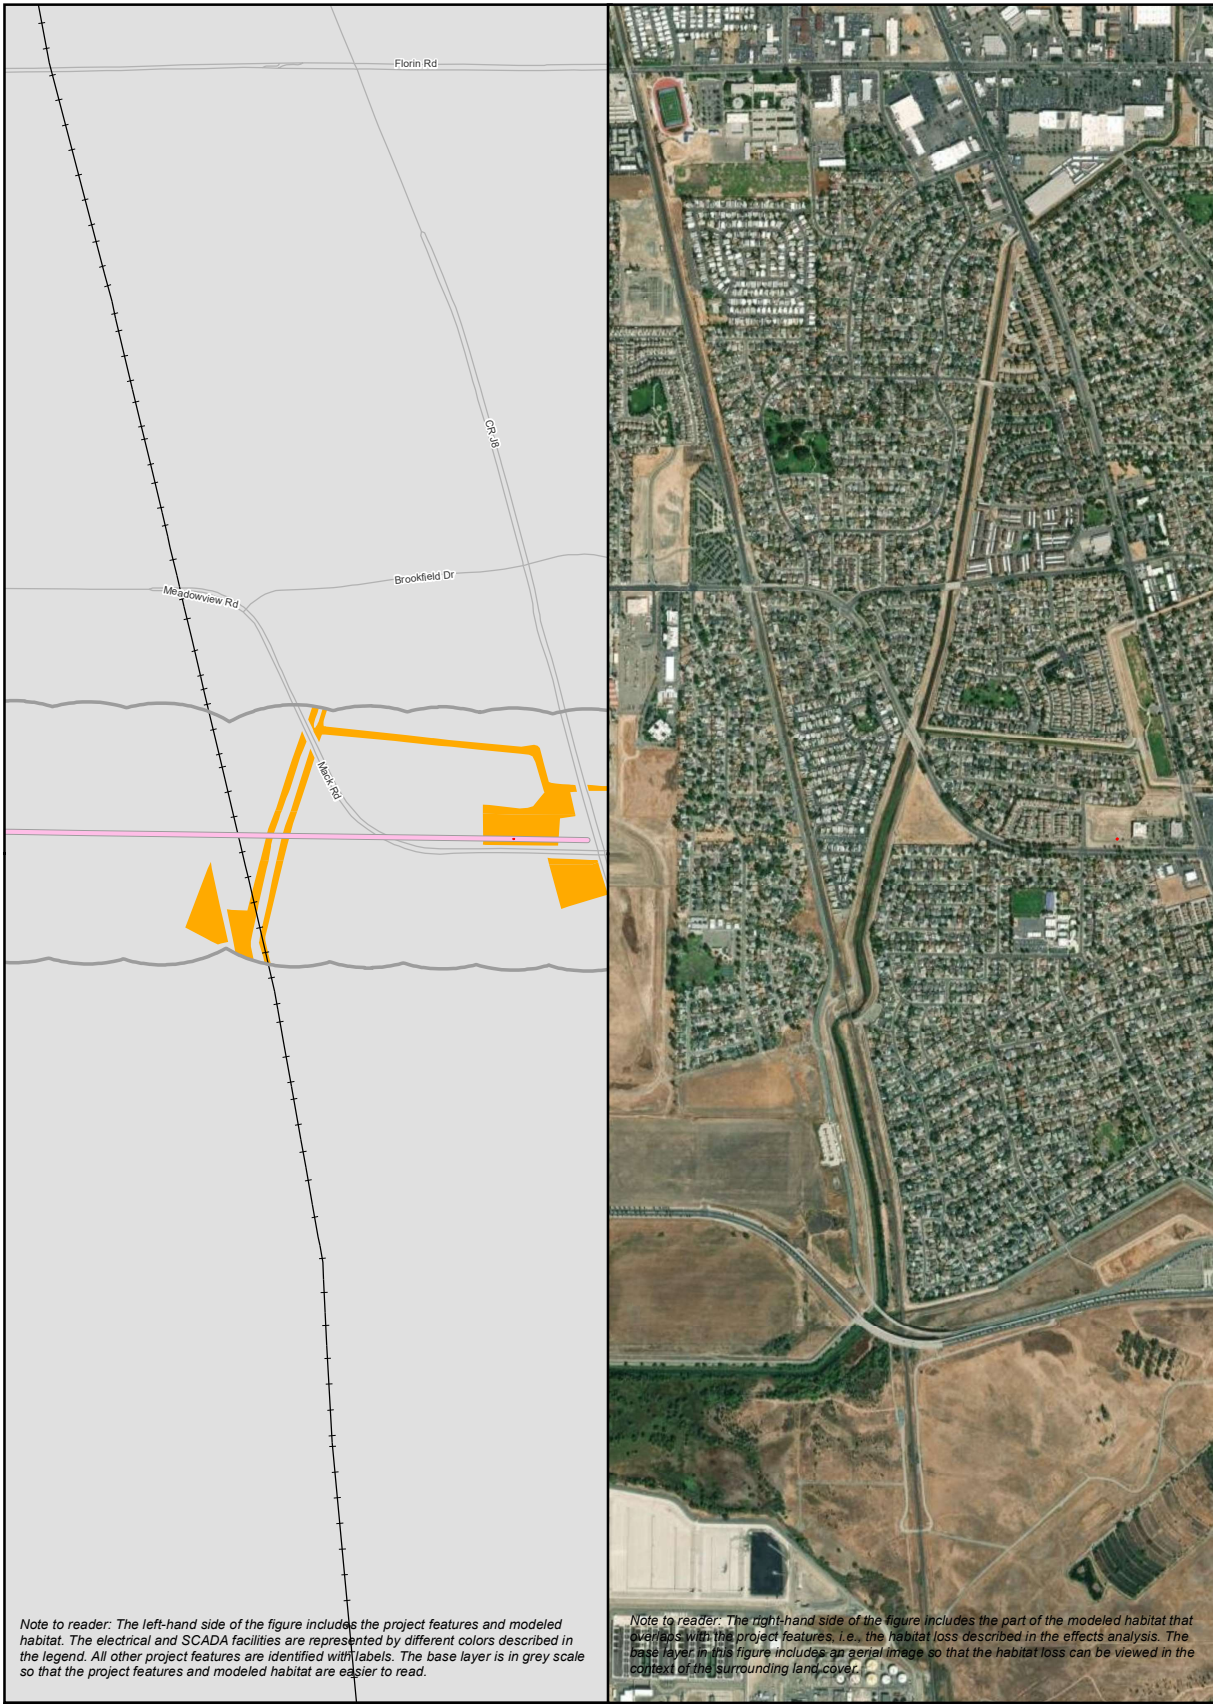 Florin Rd
CR-J8
Brookfield Dr
Meadowview Rd
Mack Rd
Note to reader: The left-hand side of the figure includes the project features and modeled
habitat. The electrical and SCADA facilities are represented by different colors described in
the legend. All other project features are identified with labels. The base layer is in grey scale
so that the project features and modeled habitat are easier to read.
Note to reader: The right-hand side of the figure includes the part of the modeled habitat that
overlaps with the project features, i.e., the habitat loss described in the effects analysis. The
base layer in this figure includes an aerial image so that the habitat loss can be viewed in the
context of the surrounding land cover.